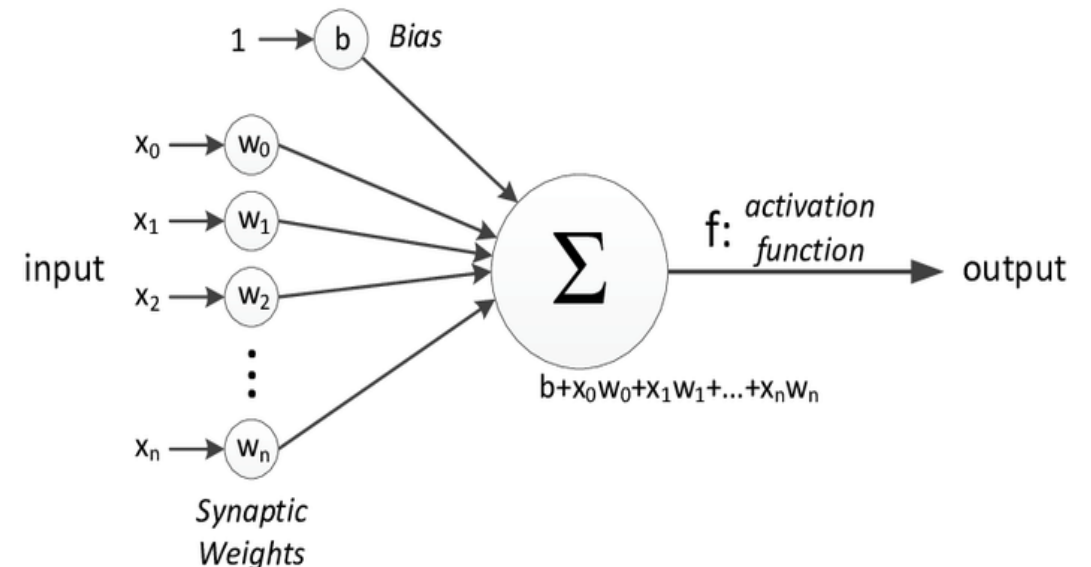 1 b Bias
x₀ w₀
x₁ w₁
input
x₂ w₂
⋮
xₙ wₙ
Synaptic
Weights
Σ
b+x₀w₀+x₁w₁+...+xₙwₙ
f: activation
function
output